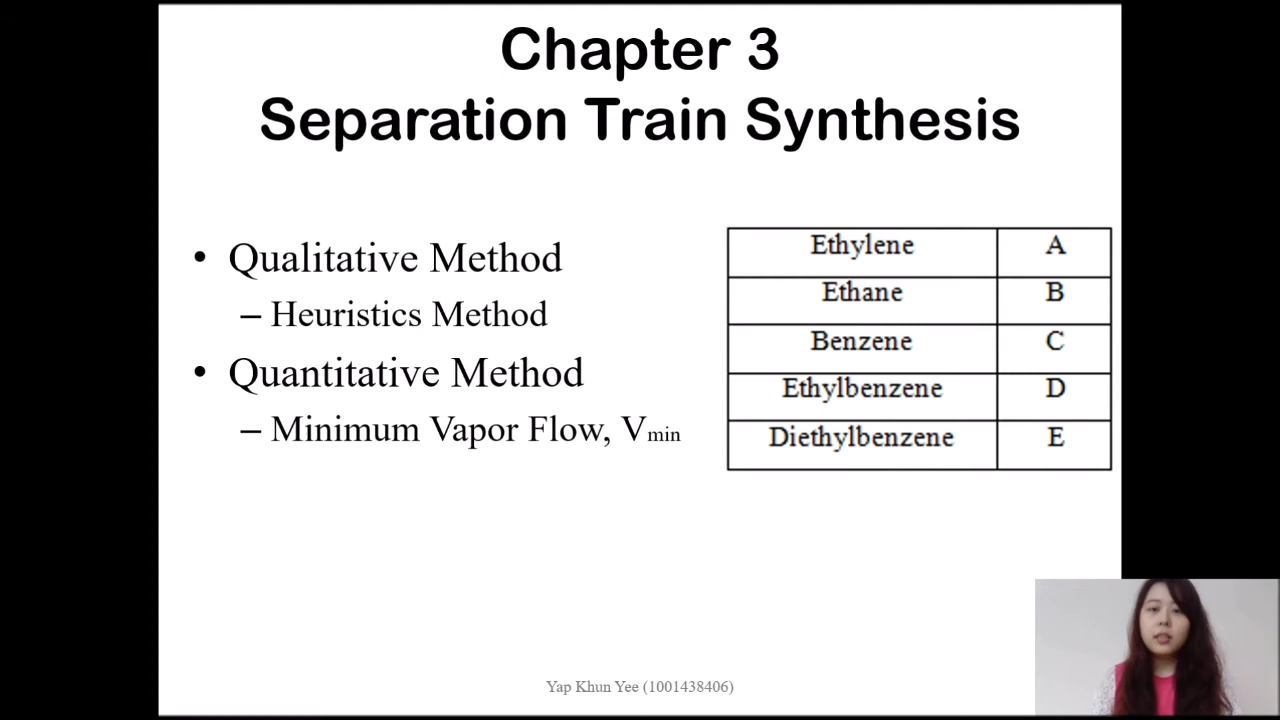 Chapter 3
Separation Train Synthesis
• Qualitative Method
– Heuristics Method
• Quantitative Method
– Minimum Vapor Flow, Vmin
Ethylene A
Ethane B
Benzene C
Ethylbenzene D
Diethylbenzene E
Yap Khun Yee (1001438406)